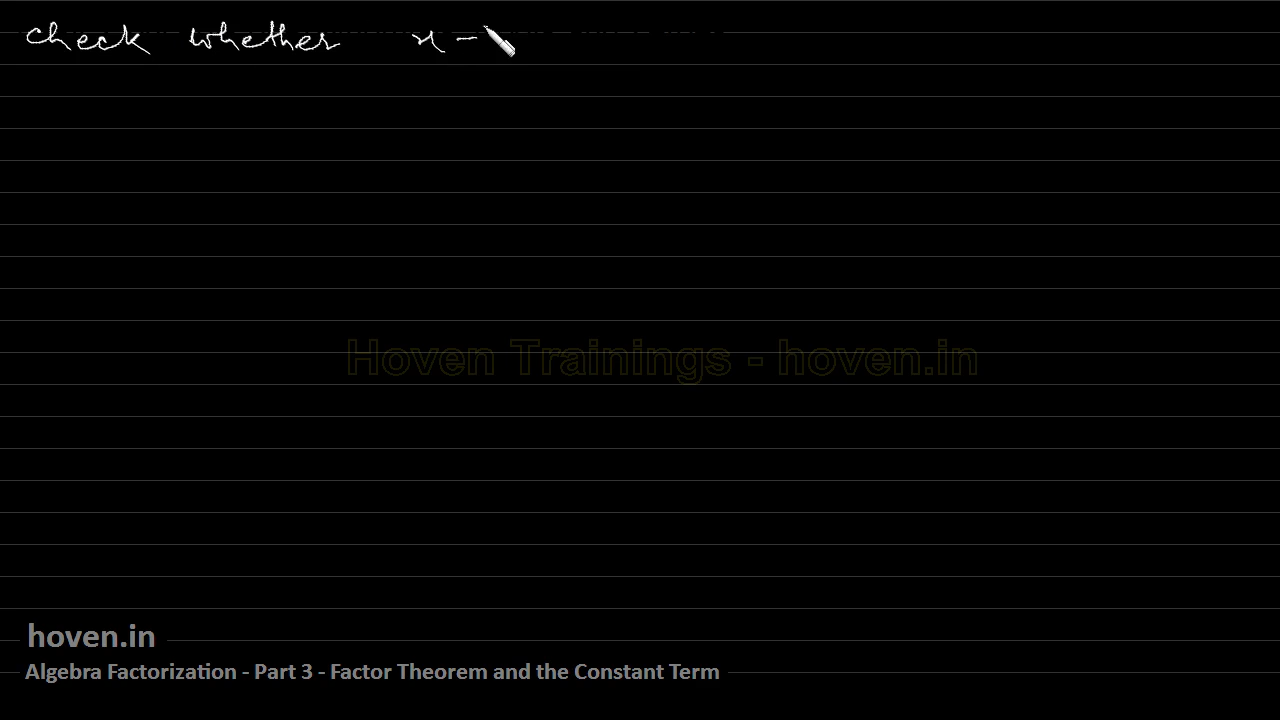 check whether x -
Hoven Trainings - hoven.in
hoven.in
Algebra Factorization - Part 3 - Factor Theorem and the Constant Term